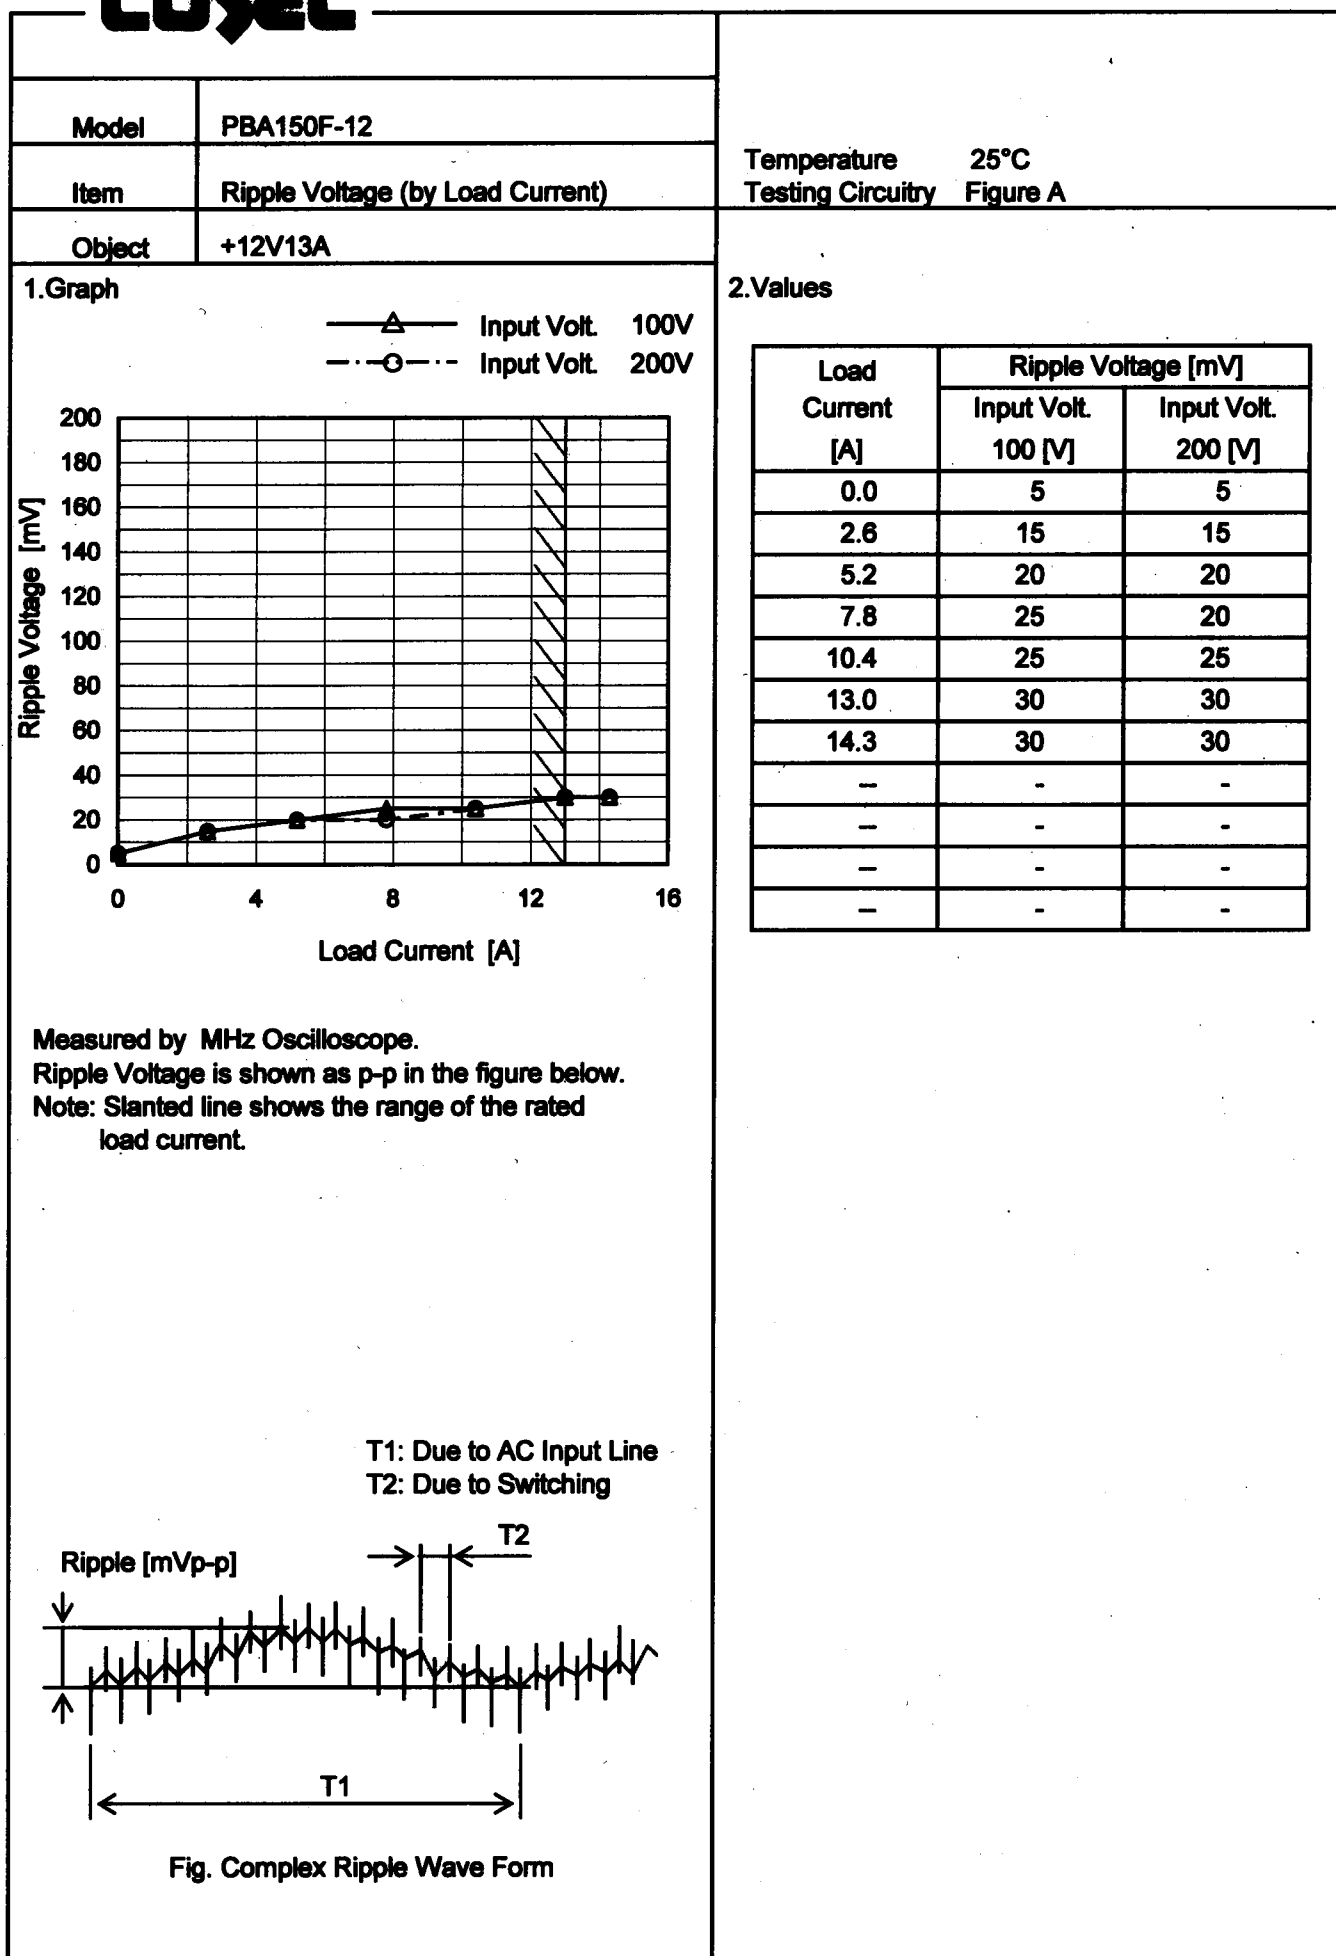 COSEL
Model PBA150F-12
Item Ripple Voltage (by Load Current)
Object +12V13A
Temperature 25°C
Testing Circuitry Figure A
1.Graph
Input Volt. 100V
Input Volt. 200V
Ripple Voltage [mV]
200
180
160
140
120
100
80
60
40
20
0
0 4 8 12 16
Load Current [A]
Measured by MHz Oscilloscope.
Ripple Voltage is shown as p-p in the figure below.
Note: Slanted line shows the range of the rated
load current.
T1: Due to AC Input Line
T2: Due to Switching
T2
Ripple [mVp-p]
T1
Fig. Complex Ripple Wave Form
2.Values
Load Ripple Voltage [mV]
Current Input Volt. Input Volt.
[A] 100 [V] 200 [V]
0.0 5 5
2.6 15 15
5.2 20 20
7.8 25 20
10.4 25 25
13.0 30 30
14.3 30 30
-- - -
-- - -
-- - -
-- - -